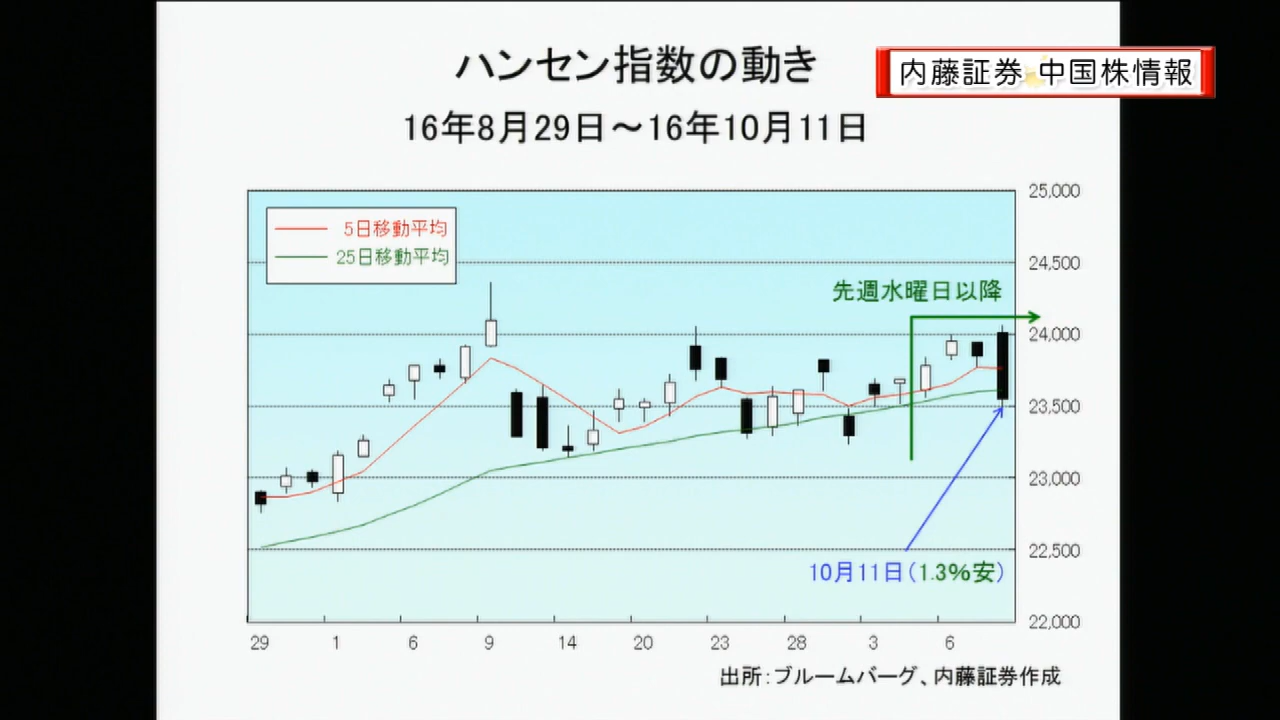 ハンセン指数の動き
内藤証券 中国株情報
16年8月29日～16年10月11日
25,000
5日移動平均
25日移動平均
24,500
先週水曜日以降
24,000
23,500
23,000
22,500
10月11日(1.3%安)
22,000
29 1 6 9 14 20 23 28 3 6
出所:ブルームバーグ、内藤証券作成